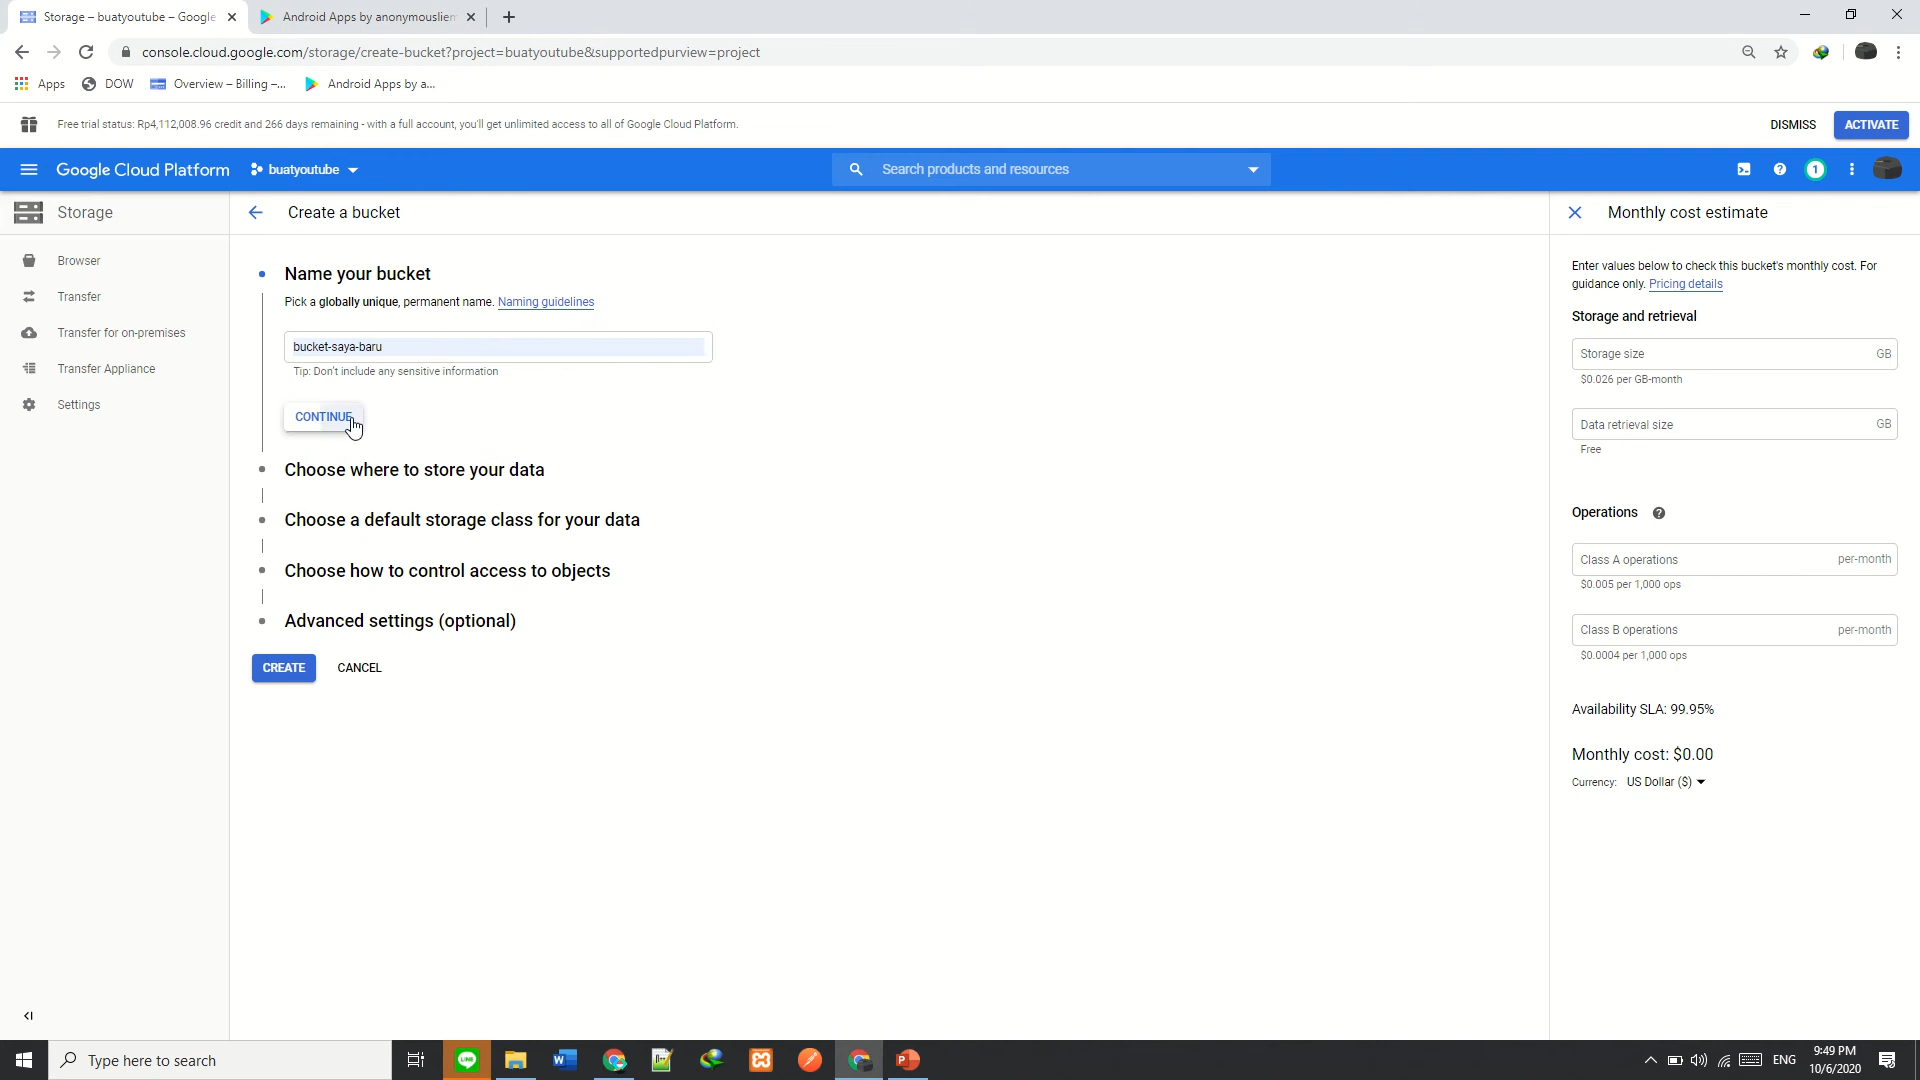 Storage – buatyoutube – Google
Android Apps by anonymouslien
console.cloud.google.com/storage/create-bucket?project=buatyoutube&supportedpurview=project
Apps
DOW
Overview – Billing –...
Android Apps by a...
Free trial status: Rp4,112,008.96 credit and 266 days remaining - with a full account, you'll get unlimited access to all of Google Cloud Platform.
DISMISS
ACTIVATE
Google Cloud Platform
buatyoutube
Search products and resources
1
Storage
Create a bucket
Monthly cost estimate
Browser
Transfer
Transfer for on-premises
Transfer Appliance
Settings
Name your bucket
Pick a globally unique, permanent name. Naming guidelines
bucket-saya-baru
Tip: Don't include any sensitive information
CONTINUE
Choose where to store your data
Choose a default storage class for your data
Choose how to control access to objects
Advanced settings (optional)
CREATE
CANCEL
Enter values below to check this bucket's monthly cost. For
guidance only. Pricing details
Storage and retrieval
Storage size GB
$0.026 per GB-month
Data retrieval size GB
Free
Operations
Class A operations per-month
$0.005 per 1,000 ops
Class B operations per-month
$0.0004 per 1,000 ops
Availability SLA: 99.95%
Monthly cost: $0.00
Currency: US Dollar ($)
Type here to search
ENG
9:49 PM
10/6/2020